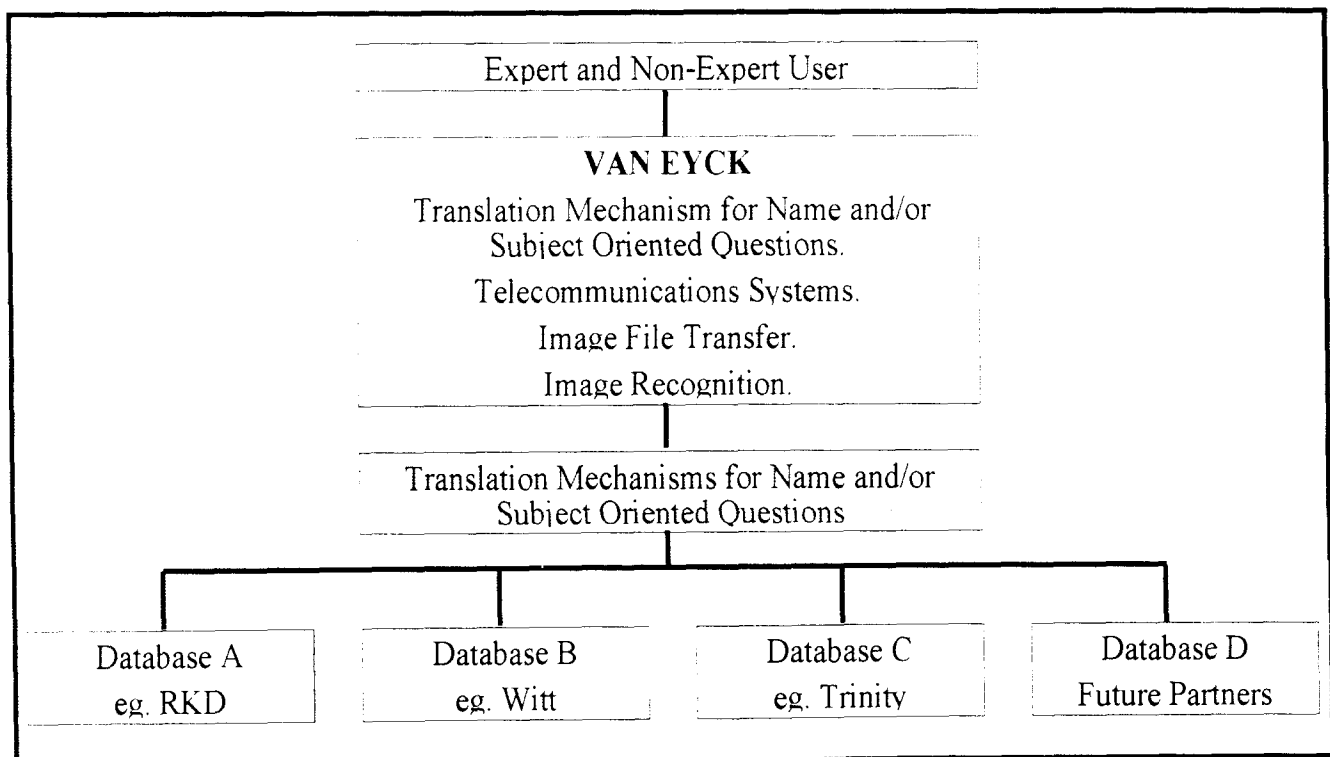 Expert and Non-Expert User
VAN EYCK
Translation Mechanism for Name and/or
Subject Oriented Questions.
Telecommunications Systems.
Image File Transfer.
Image Recognition.
Translation Mechanisms for Name and/or
Subject Oriented Questions
Database A
eg. RKD
Database B
eg. Witt
Database C
eg. Trinity
Database D
Future Partners